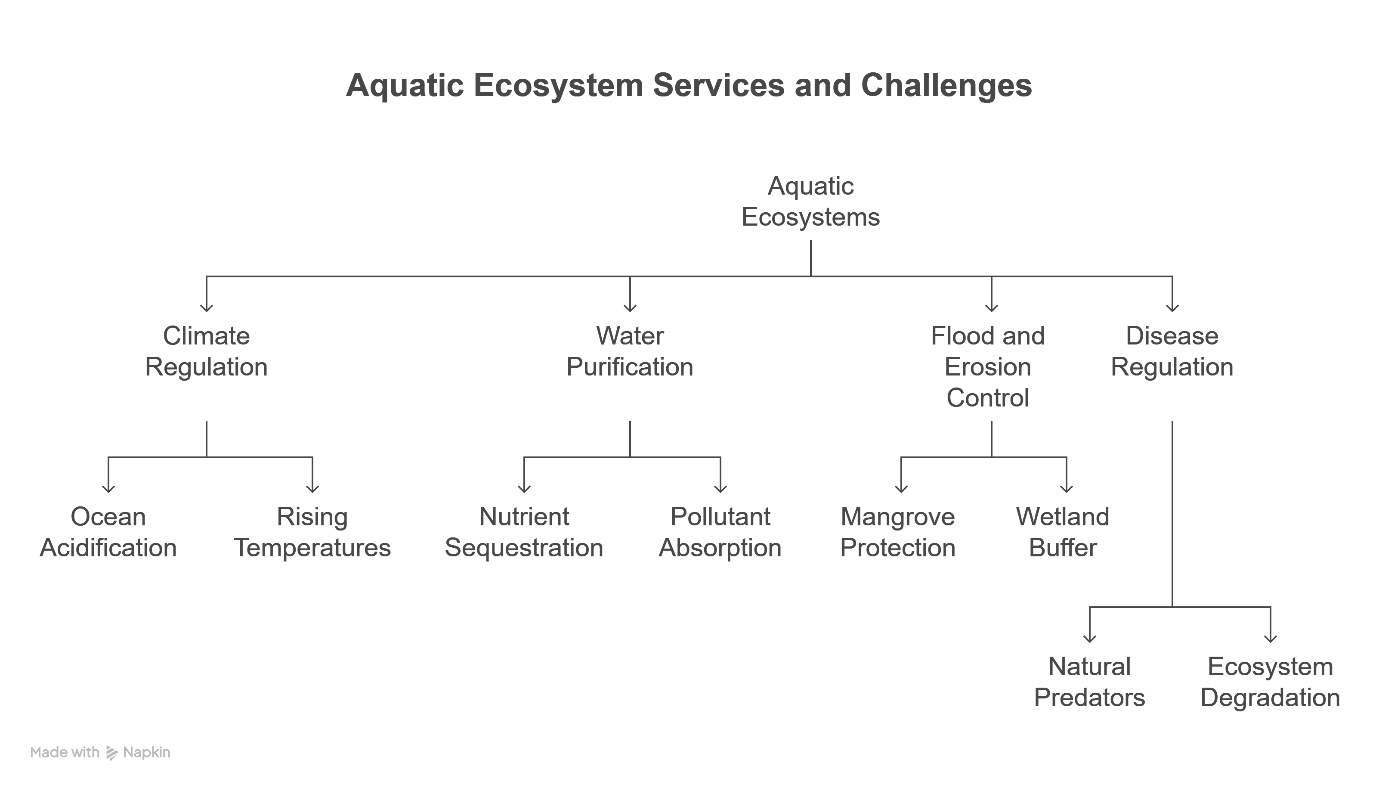 Aquatic Ecosystem Services and Challenges
Aquatic
Ecosystems
Climate
Regulation
Water
Purification
Flood and
Erosion
Control
Disease
Regulation
Ocean
Acidification
Rising
Temperatures
Nutrient
Sequestration
Pollutant
Absorption
Mangrove
Protection
Wetland
Buffer
Natural
Predators
Ecosystem
Degradation
Made with Napkin